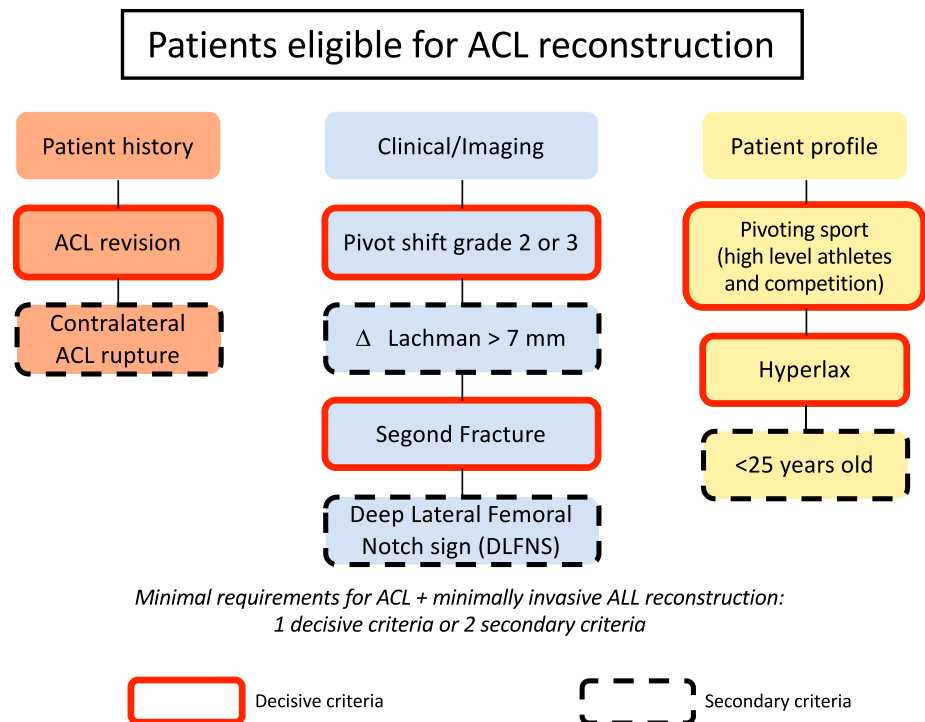 Patients eligible for ACL reconstruction
Patient history
ACL revision
Contralateral
ACL rupture
Clinical/Imaging
Pivot shift grade 2 or 3
Δ Lachman > 7 mm
Segond Fracture
Deep Lateral Femoral
Notch sign (DLFNS)
Patient profile
Pivoting sport
(high level athletes
and competition)
Hyperlax
<25 years old
Minimal requirements for ACL + minimally invasive ALL reconstruction:
1 decisive criteria or 2 secondary criteria
Decisive criteria
Secondary criteria